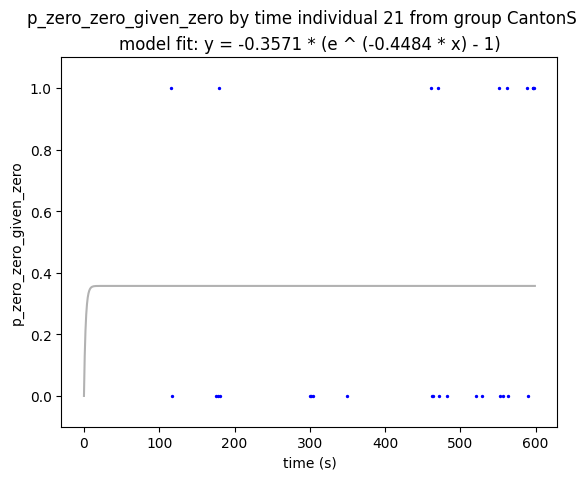 p_zero_zero_given_zero by time individual 21 from group CantonS
model fit: y = -0.3571 * (e ^ (-0.4484 * x) - 1)
1.0
0.8
0.6
0.4
0.2
0.0
p_zero_zero_given_zero
0 100 200 300 400 500 600
time (s)